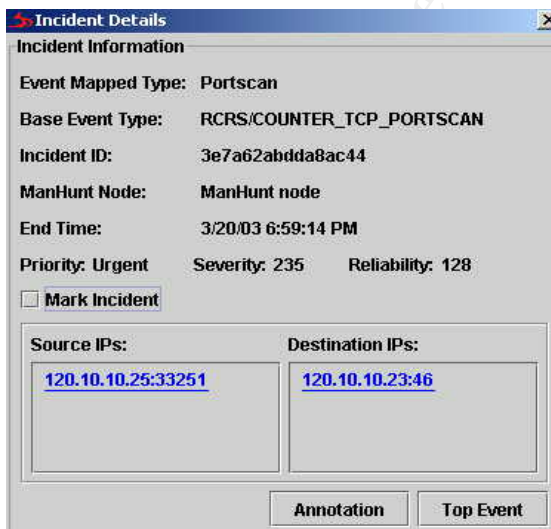 Incident Details
Incident Information
Event Mapped Type: Portscan
Base Event Type: RCRS/COUNTER_TCP_PORTSCAN
Incident ID: 3e7a62abdda8ac44
ManHunt Node: ManHunt node
End Time: 3/20/03 6:59:14 PM
Priority: Urgent Severity: 235 Reliability: 128
Mark Incident
Source IPs: Destination IPs:
120.10.10.25:33251 120.10.10.23:46
Annotation Top Event